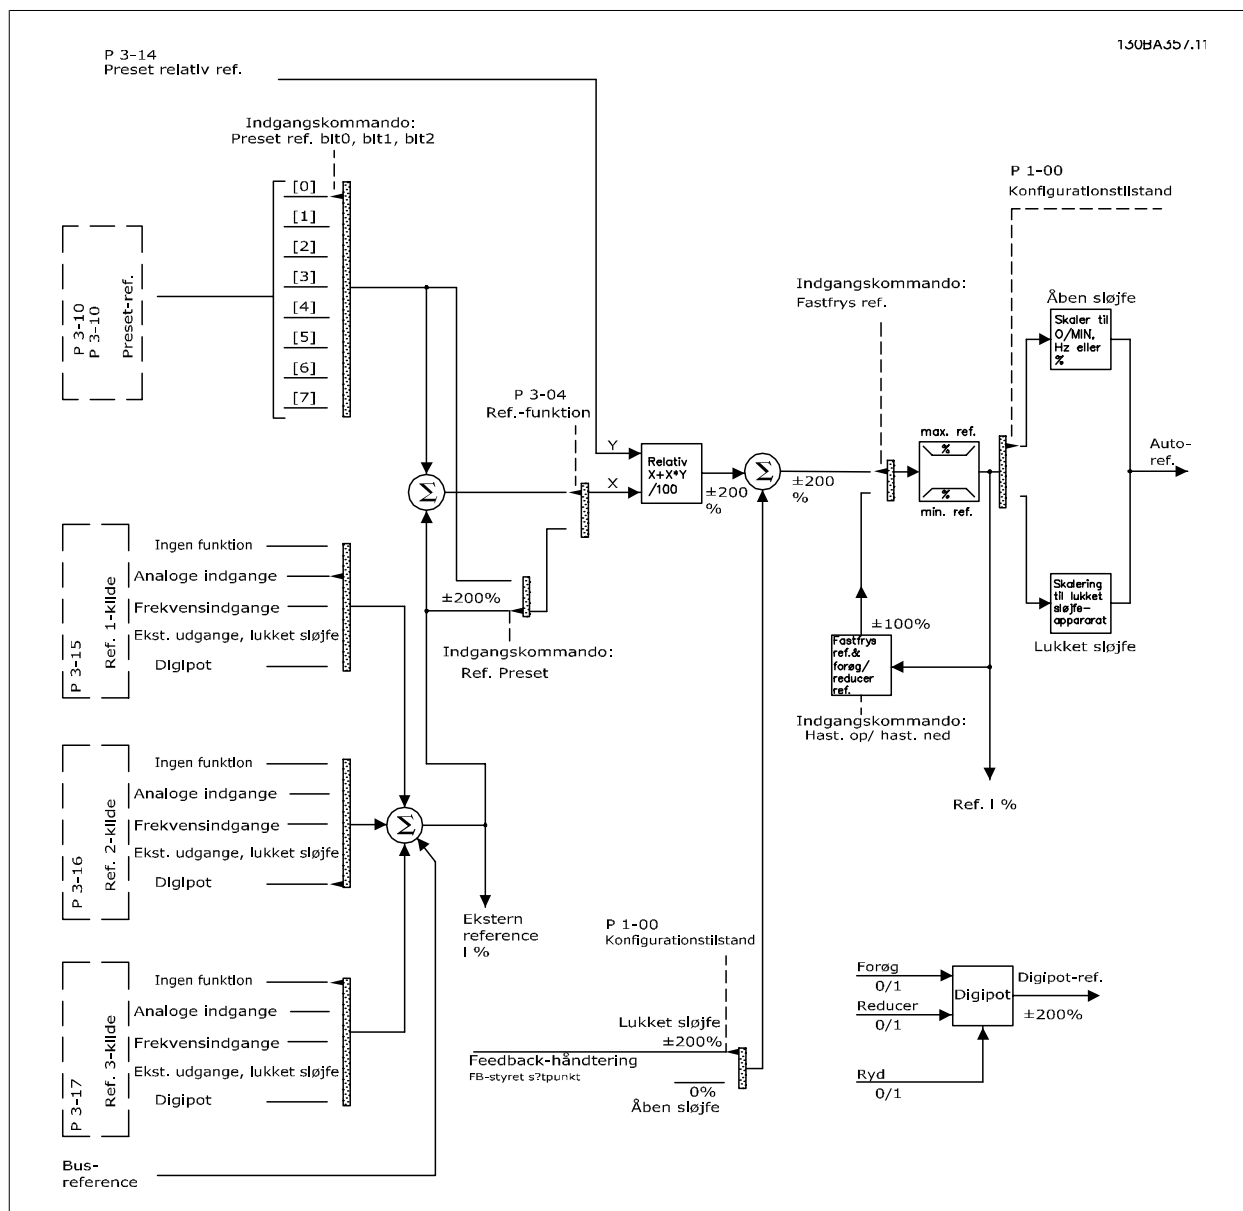 130BA357.11
P 3-14
Preset relativ ref.
Indgangskommando:
Preset ref. bit0, bit1, bit2
[0]
[1]
[2]
[3]
[4]
[5]
[6]
[7]
P 3-10
P 3-10
Preset-ref.
P 1-00
Konfigurationstilstand
Indgangskommando:
Fastfrys ref.
Åben sløjfe
Skaler til
O/MIN,
Hz eller
%
P 3-04
Ref.-funktion
Y
X
Relativ
X+X*Y
/100
±200
%
Σ
±200
%
max. ref.
%
%
min. ref.
Auto-
ref.
Σ
P 3-15
Ref. 1-kilde
Ingen funktion
Analoge indgange
Frekvensindgange
Ekst. udgange, lukket sløjfe
Digipot
±200%
Indgangskommando:
Ref. Preset
Skalering
til lukket
sløjfe-
appararat
Lukket sløjfe
±100%
Fastfrys
ref.&
forøg/
reducer
ref.
Indgangskommando:
Hast. op/ hast. ned
Ref. I %
P 3-16
Ref. 2-kilde
Ingen funktion
Analoge indgange
Frekvensindgange
Ekst. udgange, lukket sløjfe
Digipot
Σ
Ekstern
reference
I %
P 3-17
Ref. 3-kilde
Ingen funktion
Analoge indgange
Frekvensindgange
Ekst. udgange, lukket sløjfe
Digipot
Bus-
reference
P 1-00
Konfigurationstilstand
Lukket sløjfe
±200%
Feedback-håndtering
FB-styret s?tpunkt
0%
Åben sløjfe
Forøg
0/1
Reducer
0/1
Ryd
0/1
Digipot
Digipot-ref.
±200%